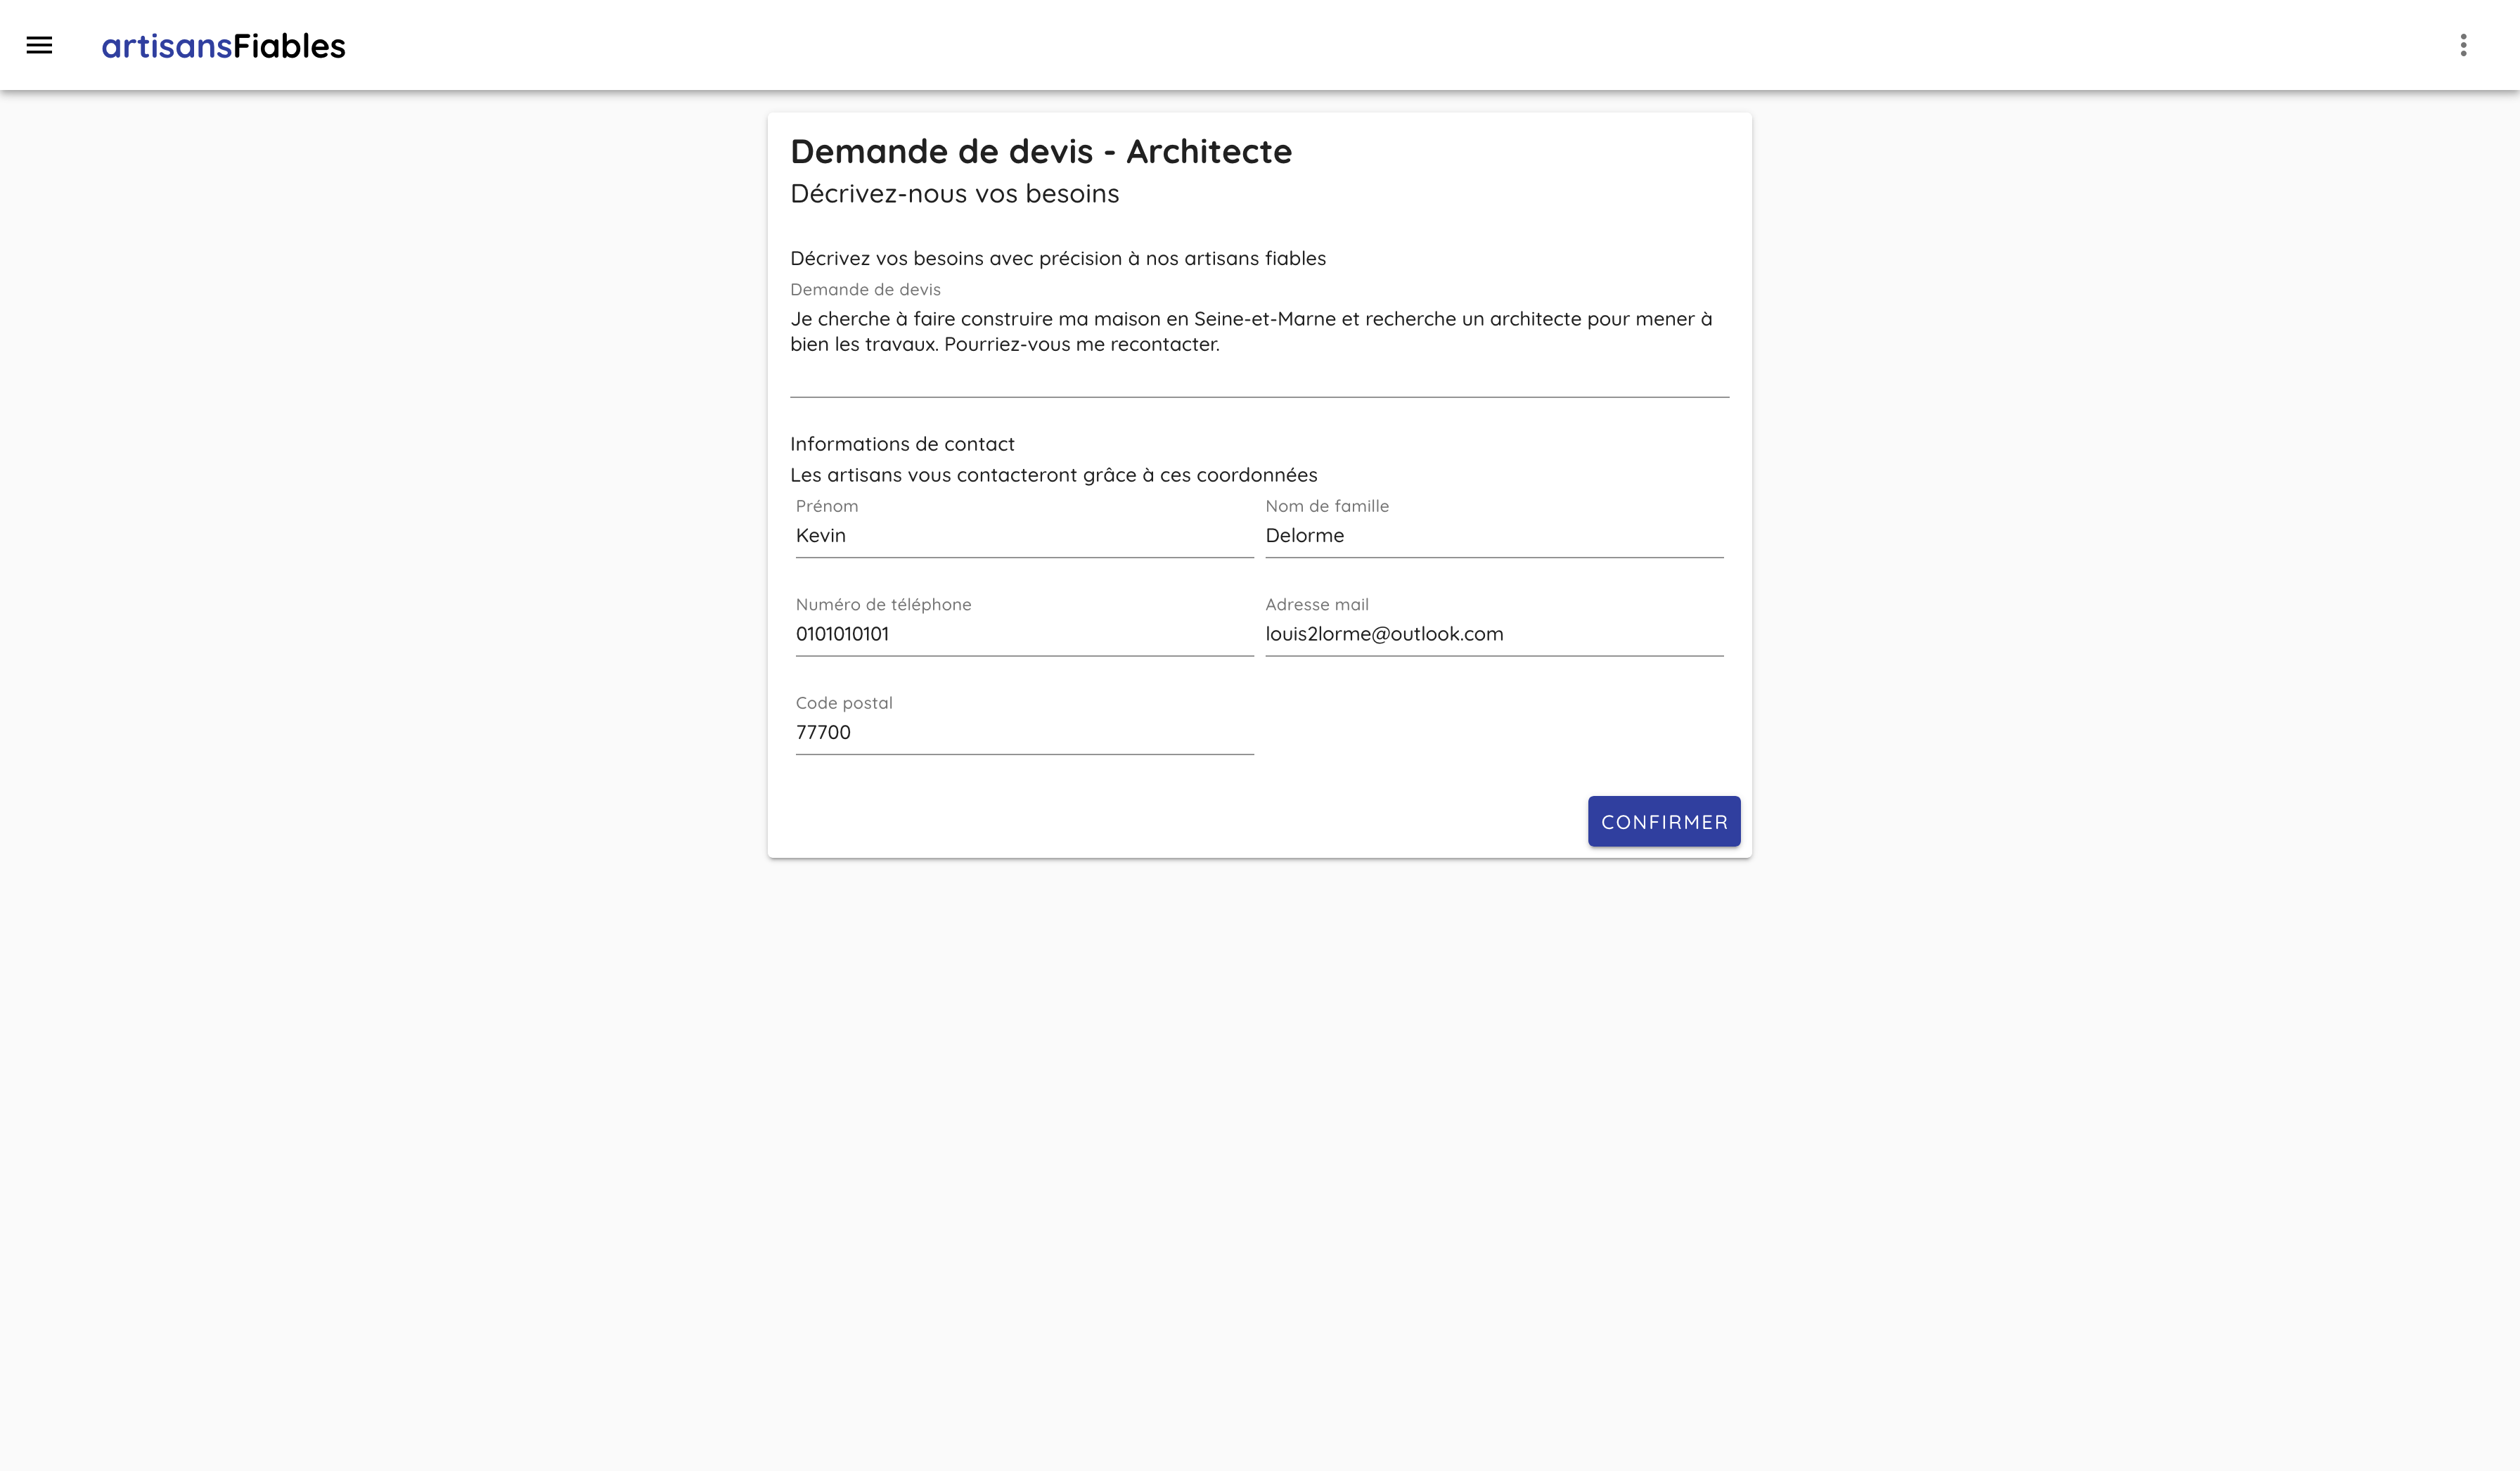 artisansFiables
Demande de devis - Architecte
Décrivez-nous vos besoins
Décrivez vos besoins avec précision à nos artisans fiables
Demande de devis
Je cherche à faire construire ma maison en Seine-et-Marne et recherche un architecte pour mener à
bien les travaux. Pourriez-vous me recontacter.
Informations de contact
Les artisans vous contacteront grâce à ces coordonnées
Prénom
Kevin
Nom de famille
Delorme
Numéro de téléphone
0101010101
Adresse mail
louis2lorme@outlook.com
Code postal
77700
CONFIRMER